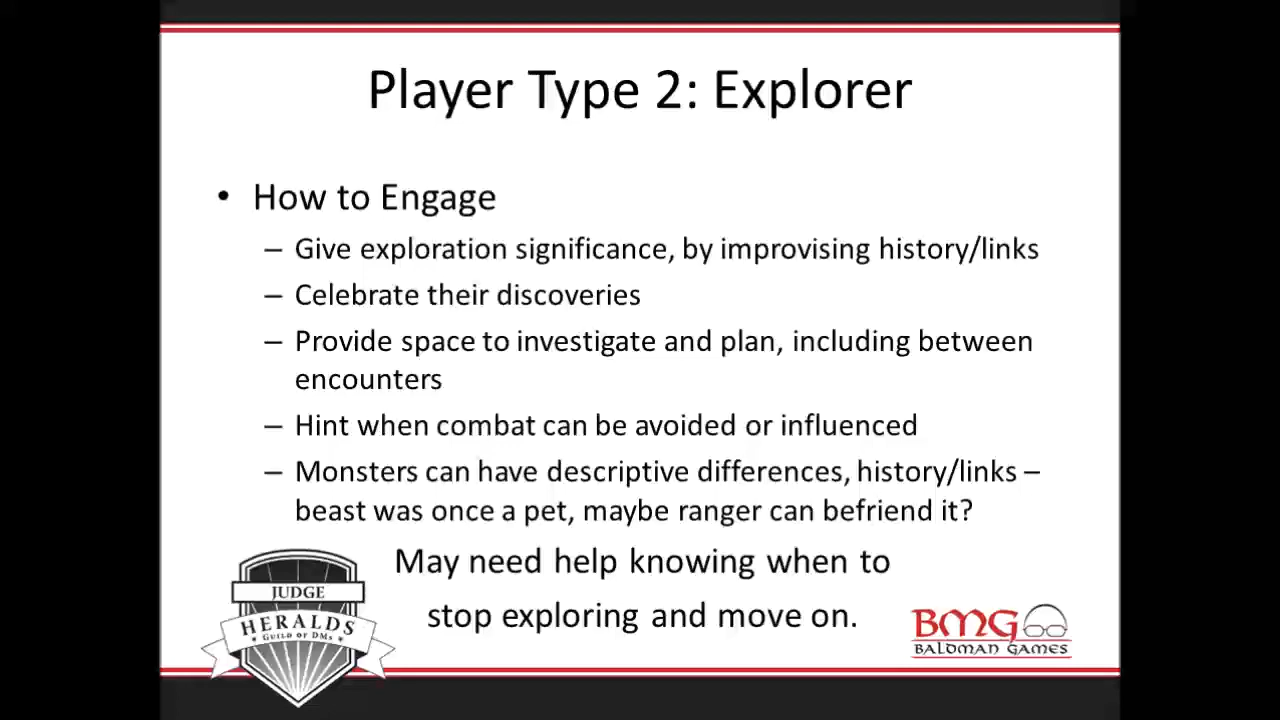 Player Type 2: Explorer
• How to Engage
– Give exploration significance, by improvising history/links
– Celebrate their discoveries
– Provide space to investigate and plan, including between
encounters
– Hint when combat can be avoided or influenced
– Monsters can have descriptive differences, history/links –
beast was once a pet, maybe ranger can befriend it?
May need help knowing when to
stop exploring and move on.
JUDGE
HERALDS
GUILD OF DMs
BMG
BALDMAN GAMES